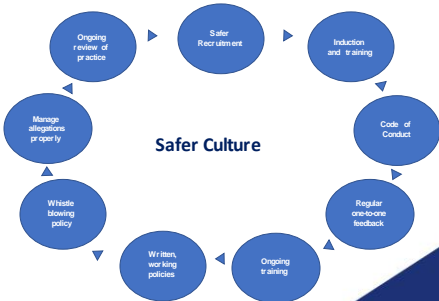 Safer
Recruitment
Induction
and training
Code of
Conduct
Regular
one-to-one
feedback
Ongoing
training
Written,
working
policies
Whistle
blowing
policy
Manage
allegations
properly
Ongoing
review of
practice
Safer Culture